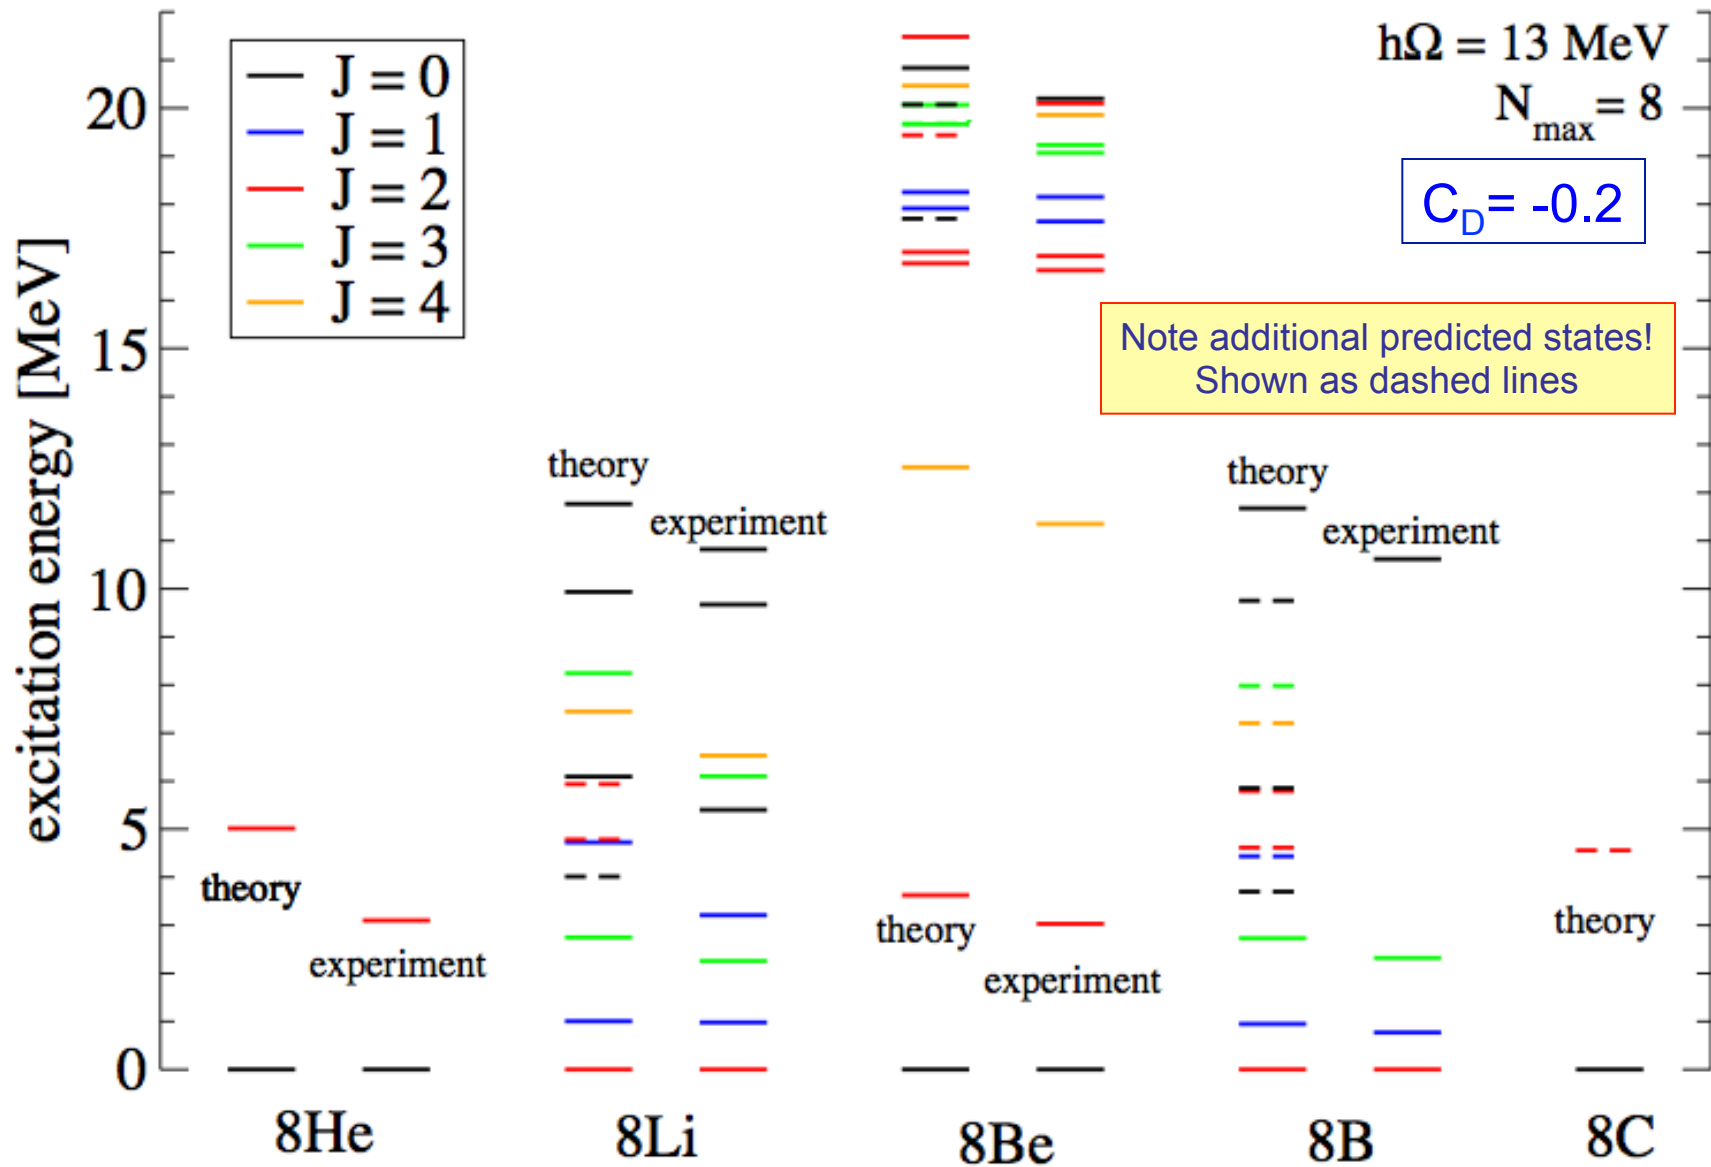 excitation energy [MeV]
20
15
10
5
0
J = 0
J = 1
J = 2
J = 3
J = 4
hΩ = 13 MeV
Nmax = 8
CD= -0.2
Note additional predicted states!
Shown as dashed lines
theory
experiment
theory
experiment
theory
experiment
theory
experiment
theory
8He
8Li
8Be
8B
8C